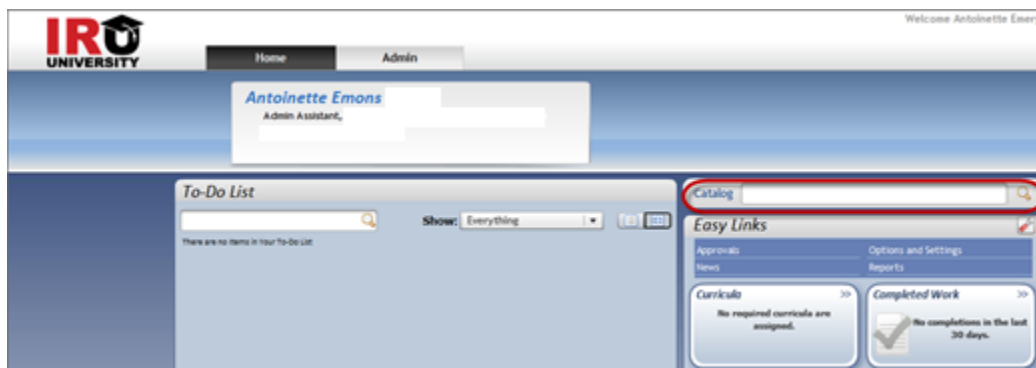 Welcome Antoinette Emer
IRU
UNIVERSITY
Home
Admin
Antoinette Emons
Admin Assistant,
To-Do List
Show: Everything
There are no items in Your To-Do List
Catalog
Easy Links
Approvals
Options and Settings
News
Reports
Curricula
No required curricula are
assigned.
Completed Work
No completions in the last
30 days.